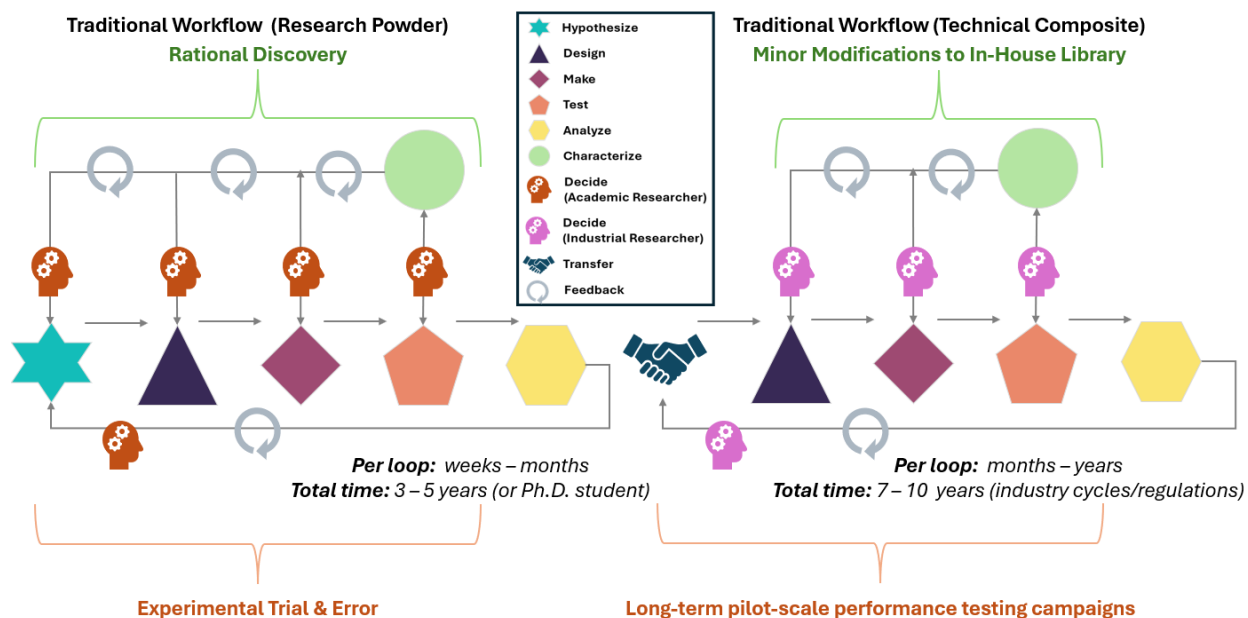 Traditional Workflow (Research Powder)
Rational Discovery
Hypothesize
Design
Make
Test
Analyze
Characterize
Decide
(Academic Researcher)
Decide
(Industrial Researcher)
Transfer
Feedback
Traditional Workflow (Technical Composite)
Minor Modifications to In-House Library
Per loop: weeks – months
Total time: 3 – 5 years (or Ph.D. student)
Per loop: months – years
Total time: 7 – 10 years (industry cycles/regulations)
Experimental Trial & Error
Long-term pilot-scale performance testing campaigns